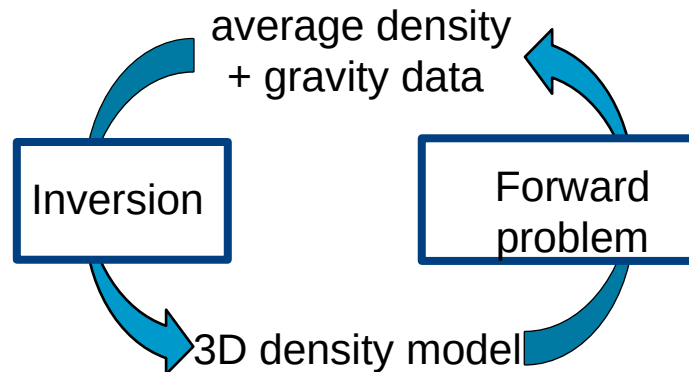 average density
+ gravity data
Inversion
Forward
problem
3D density model